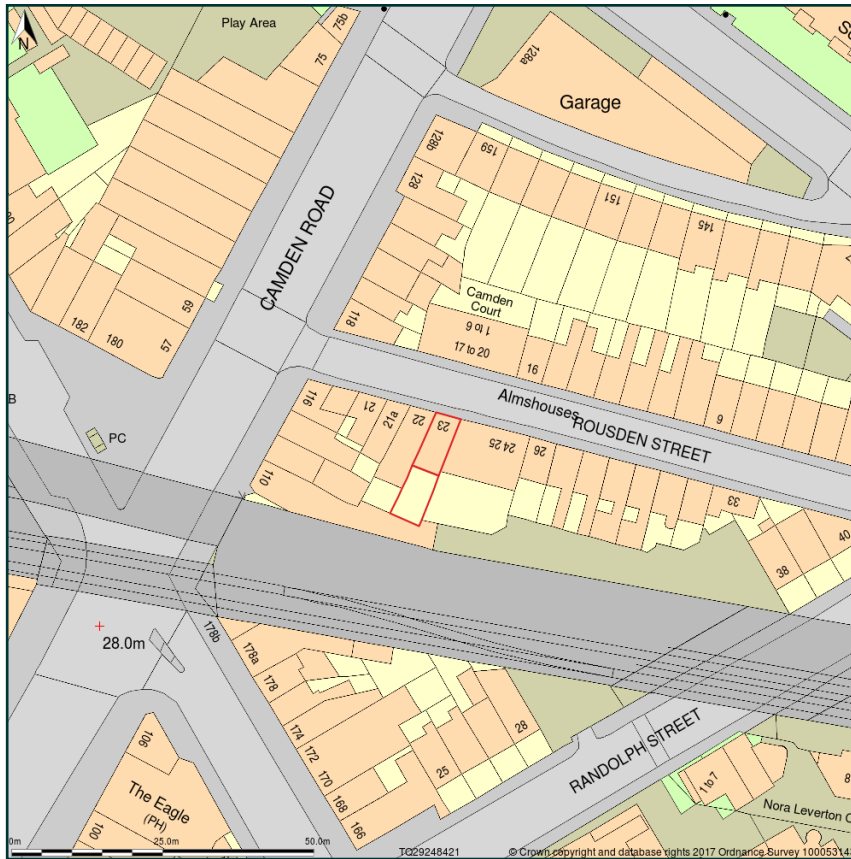 Play Area
75b
75
N
128a
Garage
128b
128
159
151
145
CAMDEN ROAD
Camden
Court
1 to 6
17 to 20
16
118
59
57
182
180
B
PC
116
110
21
21a
22
23
24 25
26
Almshouses
ROUSDEN STREET
6
33
38
40
28.0m
178b
178a
178
174
172
170
168
166
25
28
RANDOLPH STREET
1 to 7
8
Nora Leverton C
106
The Eagle
(PH)
100
0m
25.0m
50.0m
TQ29248421
© Crown copyright and database rights 2017 Ordnance Survey 10005314